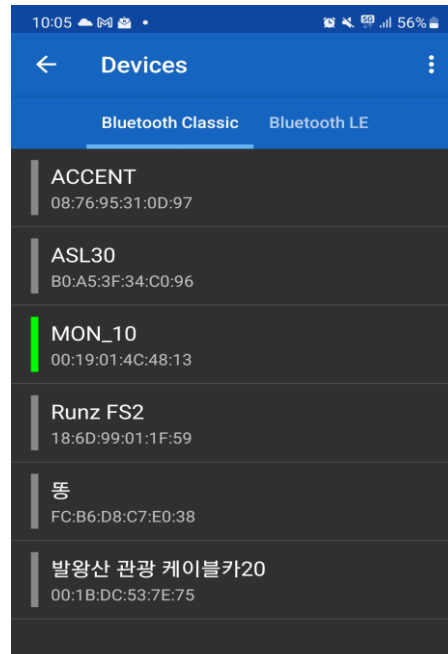 10:05
5G 56%
Devices
Bluetooth Classic Bluetooth LE
ACCENT
08:76:95:31:0D:97
ASL30
B0:A5:3F:34:C0:96
MON_10
00:19:01:4C:48:13
Runz FS2
18:6D:99:01:1F:59
똥
FC:B6:D8:C7:E0:38
발왕산 관광 케이블카20
00:1B:DC:53:7E:75